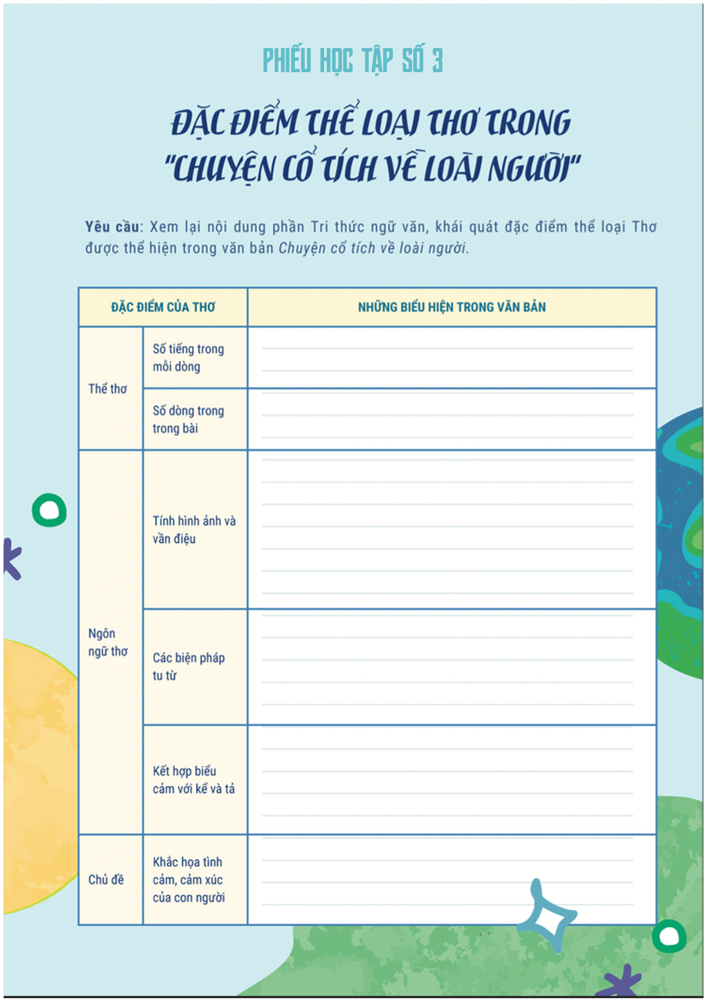 PHIẾU HỌC TẬP SỐ 3
ĐẶC ĐIỂM THỂ LOẠI THƠ TRONG
"CHUYỆN CỔ TÍCH VỀ LOÀI NGƯỜI"
Yêu cầu: Xem lại nội dung phần Tri thức ngữ văn, khái quát đặc điểm thể loại Thơ
được thể hiện trong văn bản Chuyện cổ tích về loài người.
ĐẶC ĐIỂM CỦA THƠ
NHỮNG BIỂU HIỆN TRONG VĂN BẢN
Thể thơ
Số tiếng trong
mỗi dòng
Số dòng trong
trong bài
Ngôn
ngữ thơ
Tính hình ảnh và
vần điệu
Các biện pháp
tu từ
Kết hợp biểu
cảm với kể và tả
Chủ đề
Khắc họa tình
cảm, cảm xúc
của con người